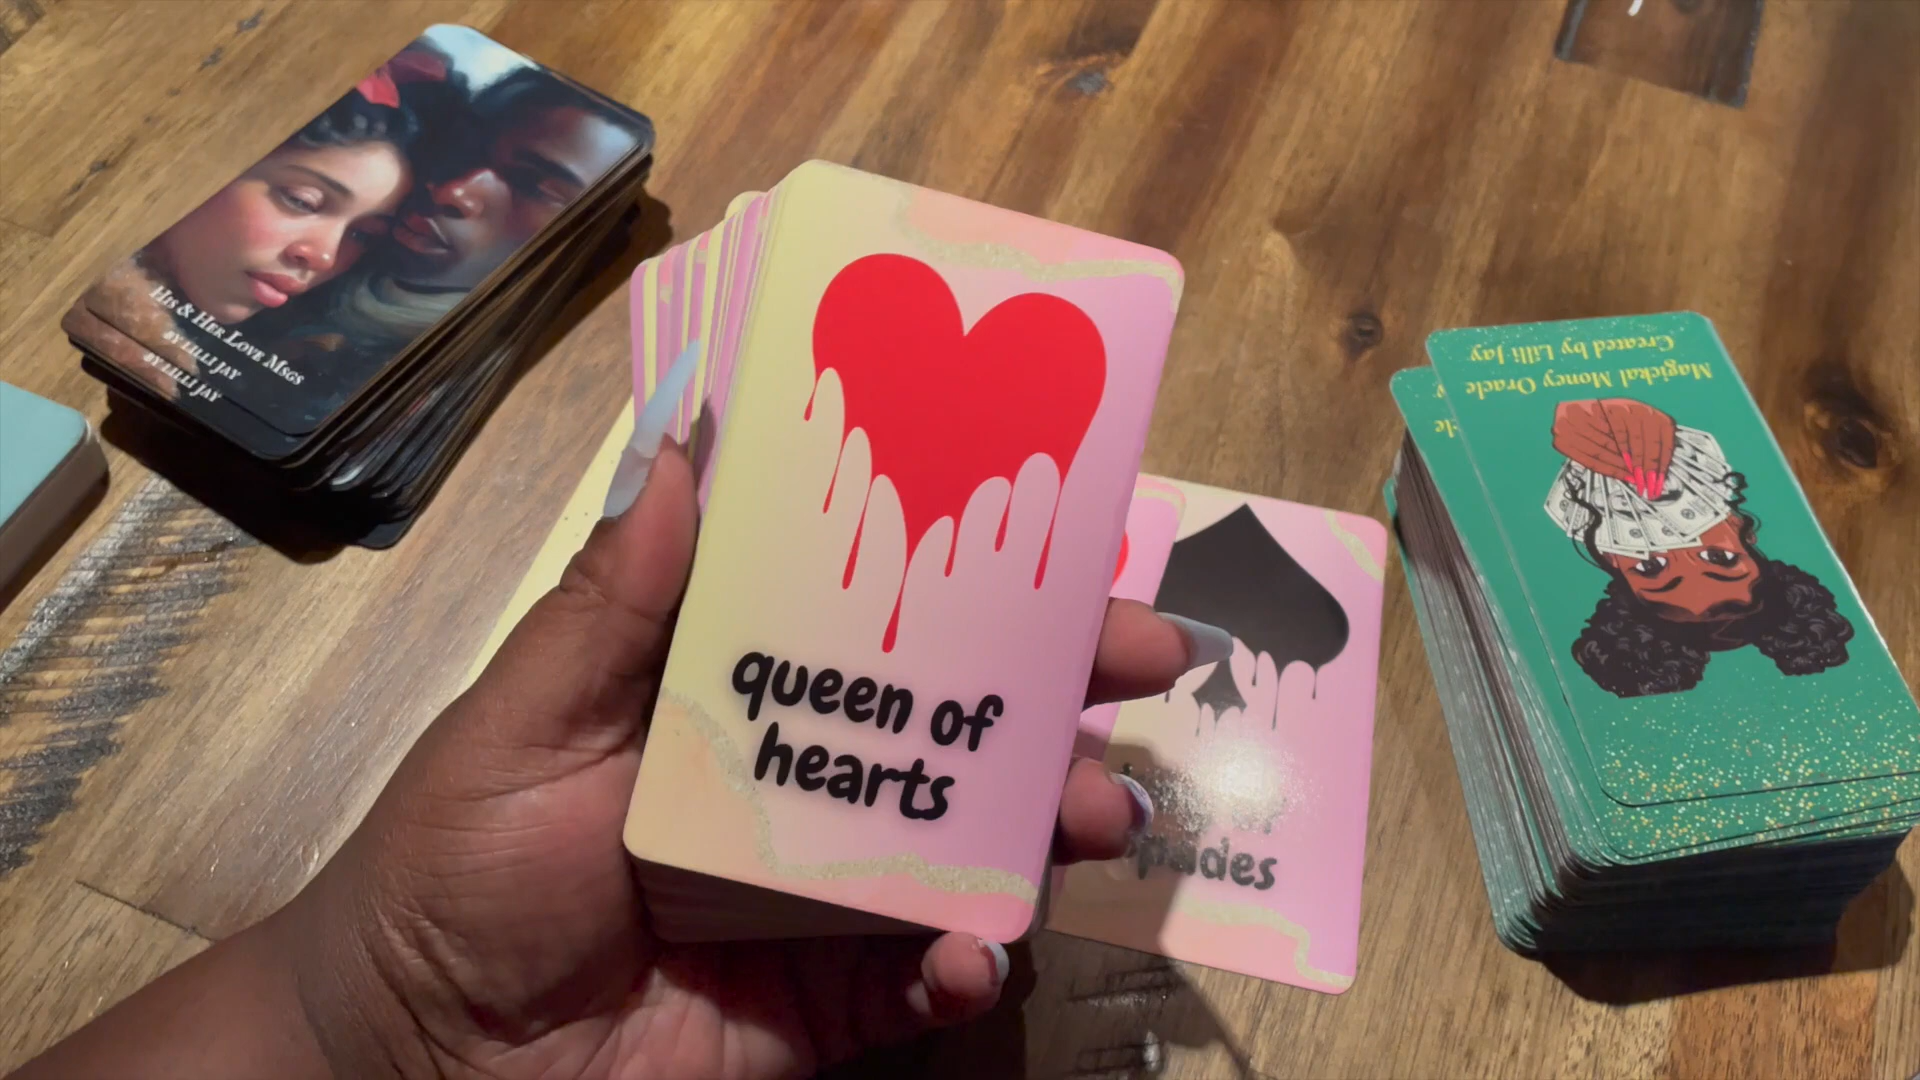 His & Her Love Msgs
by Lilli Jay
by Lilli Jay
queen of
hearts
spades
Magickal Money Oracle
Created by Lilli Jay